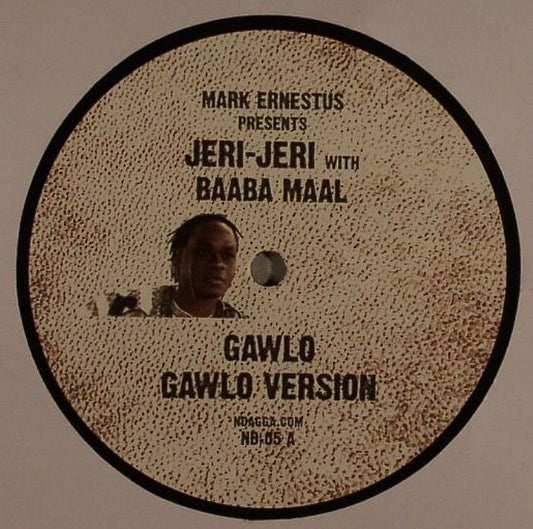 MARK ERNESTUS
PRESENTS
JERI-JERI WITH
BAABA MAAL
GAWLO
GAWLO VERSION
NDAGGA.COM
ND-05 A